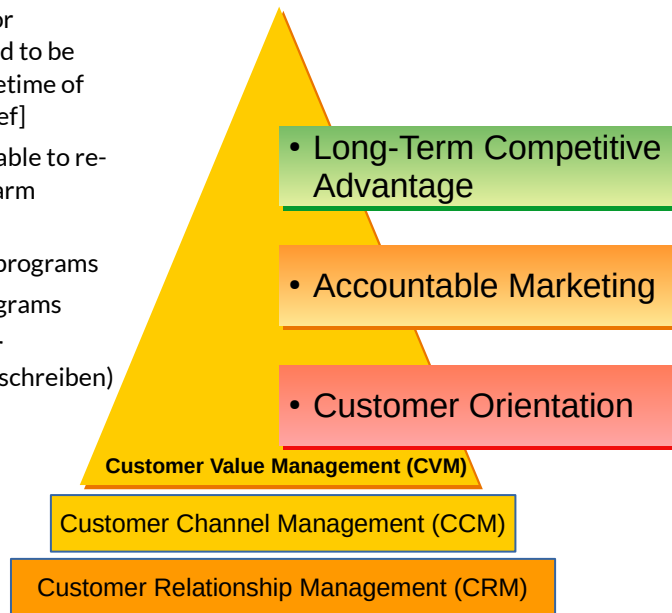 or
d to be
etime of
ef]
able to re-
arm
programs
grams
-
schreiben)
• Long-Term Competitive
Advantage
• Accountable Marketing
• Customer Orientation
Customer Value Management (CVM)
Customer Channel Management (CCM)
Customer Relationship Management (CRM)